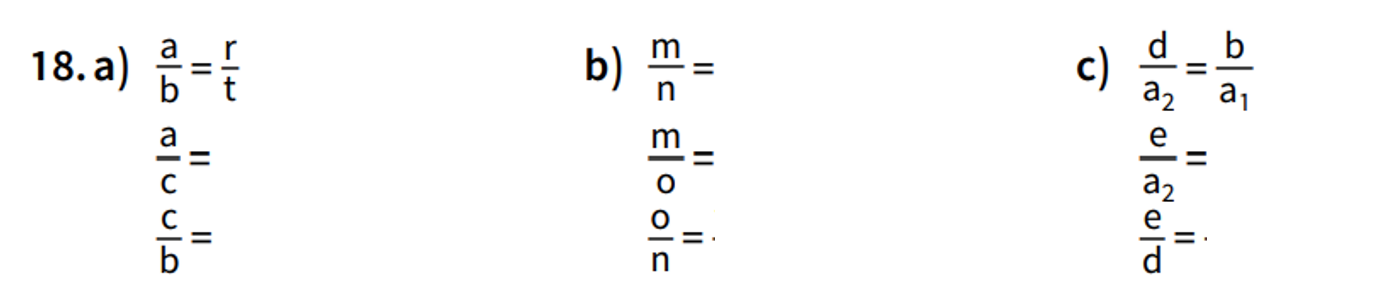 18. a) a/b = r/t b) m/n = c) d/a₂ = b/a₁
a/c = m/o = e/a₂ =
c/b = o/n = e/d =